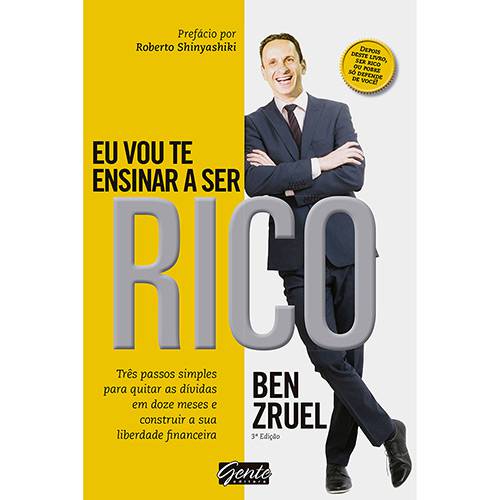 Prefácio por
Roberto Shinyashiki
DEPOIS
DESTE LIVRO,
SER RICO
OU POBRE
SÓ DEPENDE
DE VOCÊ!
EU VOU TE
ENSINAR A SER
RICO
Três passos simples
para quitar as dívidas
em doze meses e
construir a sua
liberdade financeira
BEN
ZRUEL
3ª Edição
Gente
editora